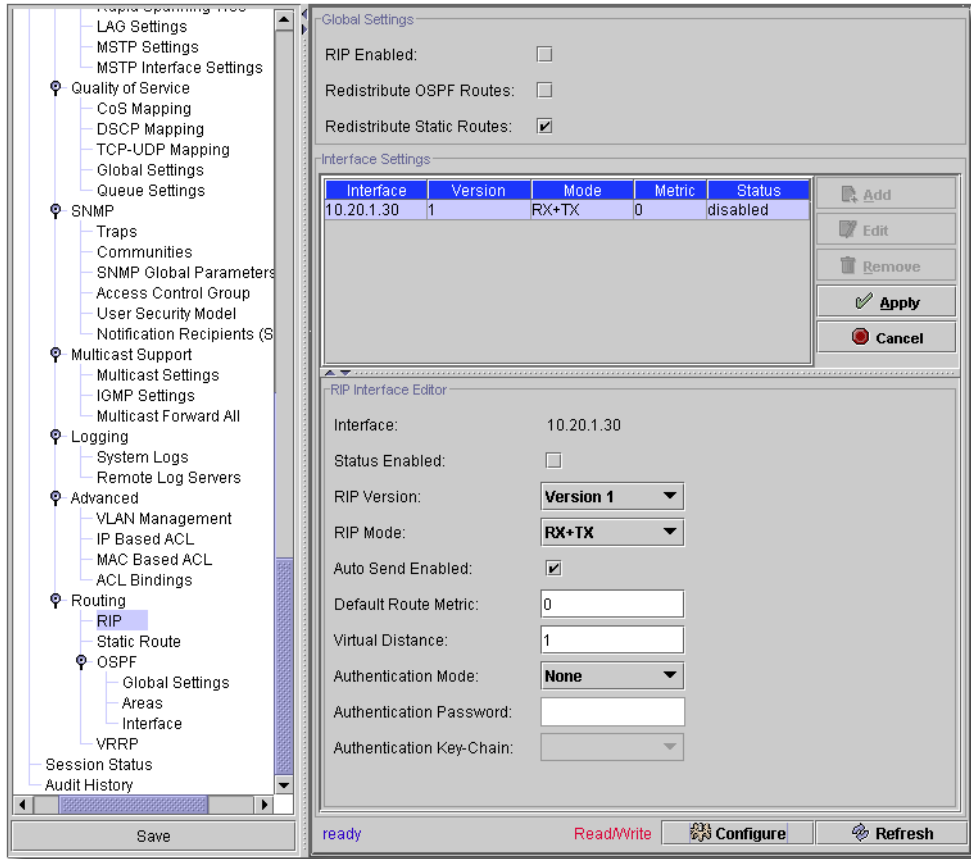 LAG Settings
MSTP Settings
MSTP Interface Settings
Quality of Service
CoS Mapping
DSCP Mapping
TCP-UDP Mapping
Global Settings
Queue Settings
SNMP
Traps
Communities
SNMP Global Parameters
Access Control Group
User Security Model
Notification Recipients (S
Multicast Support
Multicast Settings
IGMP Settings
Multicast Forward All
Logging
System Logs
Remote Log Servers
Advanced
VLAN Management
IP Based ACL
MAC Based ACL
ACL Bindings
Routing
RIP
Static Route
OSPF
Global Settings
Areas
Interface
VRRP
Session Status
Audit History
Save
Global Settings
RIP Enabled:
Redistribute OSPF Routes:
Redistribute Static Routes:
Interface Settings
Interface Version Mode Metric Status
10.20.1.30 1 RX+TX 0 disabled
Add
Edit
Remove
Apply
Cancel
RIP Interface Editor
Interface: 10.20.1.30
Status Enabled:
RIP Version: Version 1
RIP Mode: RX+TX
Auto Send Enabled:
Default Route Metric: 0
Virtual Distance: 1
Authentication Mode: None
Authentication Password:
Authentication Key-Chain:
ready Read/Write Configure Refresh